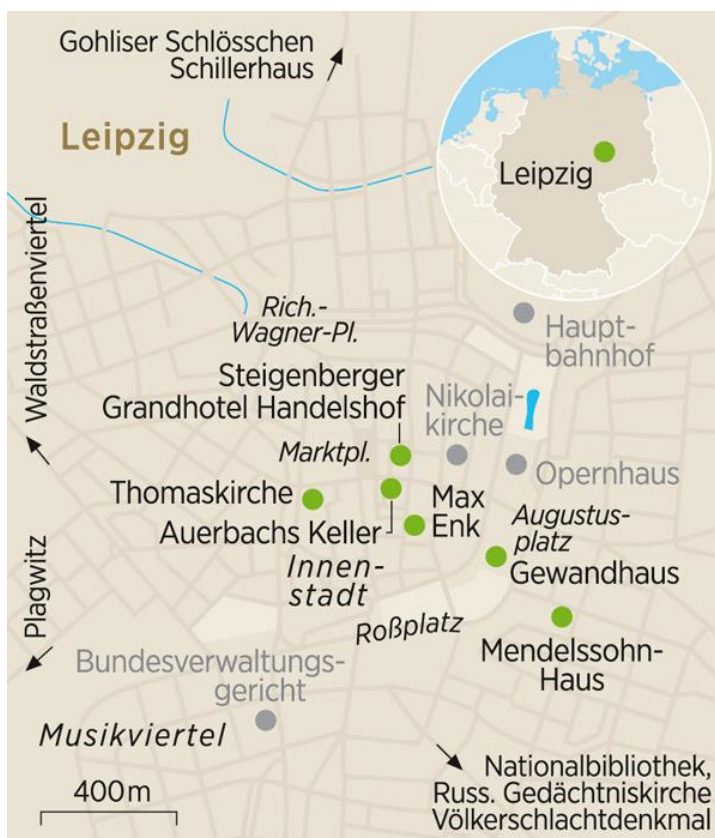 Gohliser Schlösschen
Schillerhaus
Leipzig
Leipzig
Waldstraßenviertel
Rich.-
Wagner-Pl.
Haupt-
bahnhof
Steigenberger
Grandhotel Handelshof
Nikolai-
kirche
Marktpl.
Opernhaus
Thomaskirche
Auerbachs Keller
Max
Enk
Augustus-
platz
Gewandhaus
Innen-
stadt
Plagwitz
Roßplatz
Mendelssohn-
Haus
Bundesverwaltungs-
gericht
Musikviertel
400 m
Nationalbibliothek,
Russ. Gedächtniskirche
Völkerschlachtdenkmal